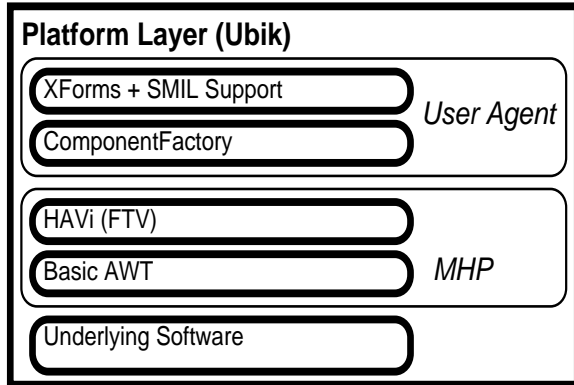 Platform Layer (Ubik)
XForms + SMIL Support
User Agent
ComponentFactory
HAVi (FTV)
Basic AWT
MHP
Underlying Software